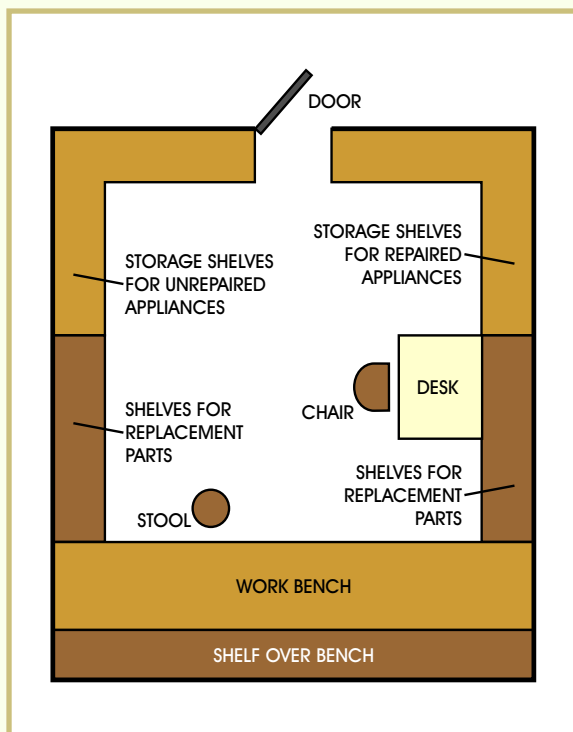 DOOR
STORAGE SHELVES
FOR UNREPAIRED
APPLIANCES
STORAGE SHELVES
FOR REPAIRED
APPLIANCES
DESK
CHAIR
SHELVES FOR
REPLACEMENT
PARTS
SHELVES FOR
REPLACEMENT
PARTS
STOOL
WORK BENCH
SHELF OVER BENCH